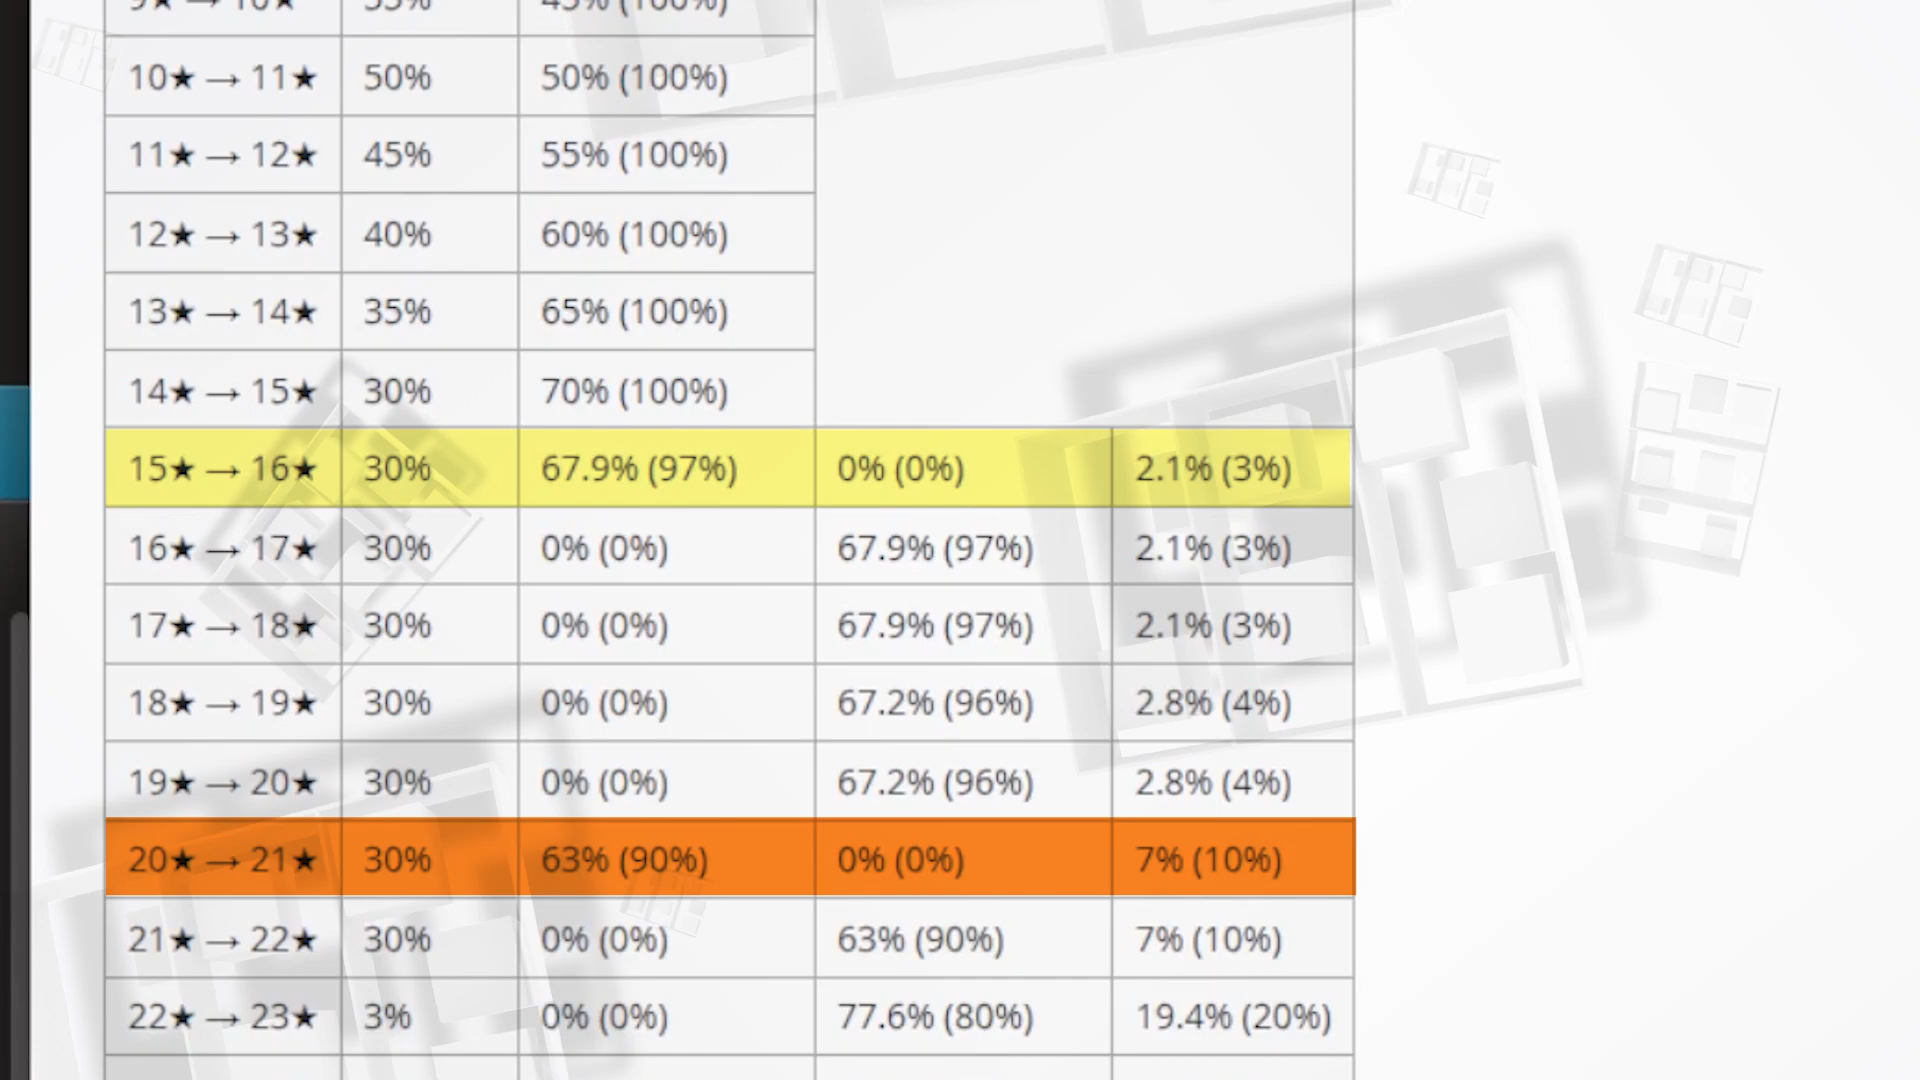 9★ → 10★ 55% 45% (100%)
10★ → 11★ 50% 50% (100%)
11★ → 12★ 45% 55% (100%)
12★ → 13★ 40% 60% (100%)
13★ → 14★ 35% 65% (100%)
14★ → 15★ 30% 70% (100%)
15★ → 16★ 30% 67.9% (97%) 0% (0%) 2.1% (3%)
16★ → 17★ 30% 0% (0%) 67.9% (97%) 2.1% (3%)
17★ → 18★ 30% 0% (0%) 67.9% (97%) 2.1% (3%)
18★ → 19★ 30% 0% (0%) 67.2% (96%) 2.8% (4%)
19★ → 20★ 30% 0% (0%) 67.2% (96%) 2.8% (4%)
20★ → 21★ 30% 63% (90%) 0% (0%) 7% (10%)
21★ → 22★ 30% 0% (0%) 63% (90%) 7% (10%)
22★ → 23★ 3% 0% (0%) 77.6% (80%) 19.4% (20%)